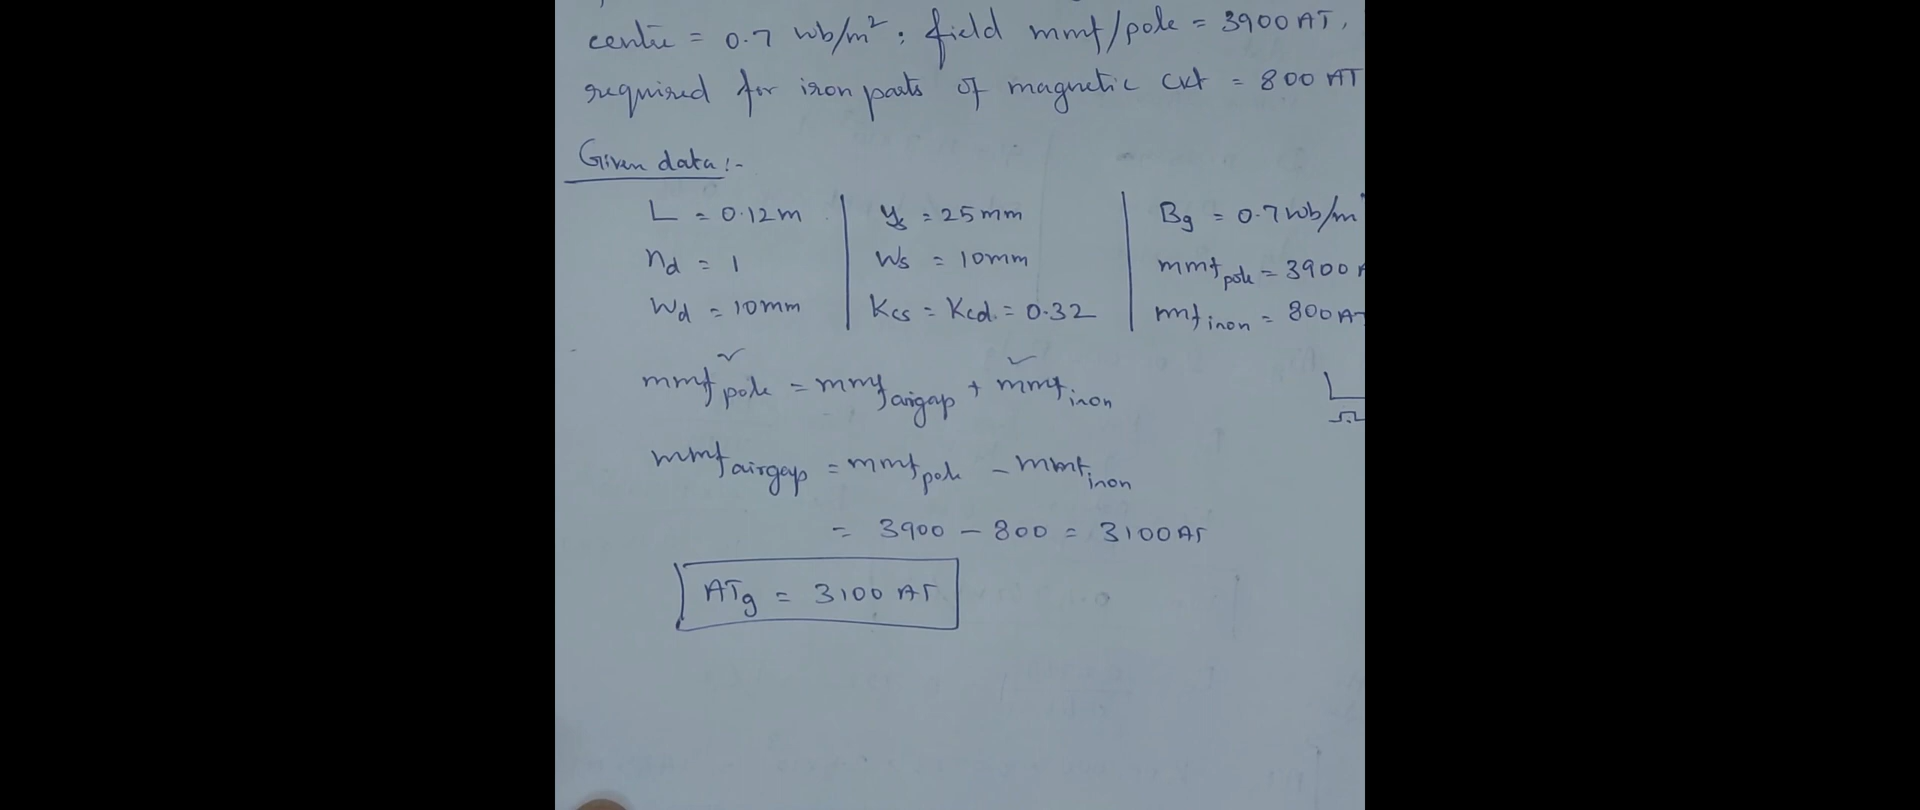 centre = 0.7 wb/m²; field mmf/pole = 3900 AT,
required for iron parts of magnetic ckt = 800 AT
Given data:-
L = 0.12m
nd = 1
Wd = 10mm
ys = 25mm
Ws = 10mm
Kcs = Kcd = 0.32
Bg = 0.7 wb/m
mmf pole = 3900 A
mmf iron = 800 AT
mmf pole = mmf airgap + mmf iron
mmf airgap = mmf pole - mmf iron
= 3900 - 800 = 3100 AT
ATg = 3100 AT